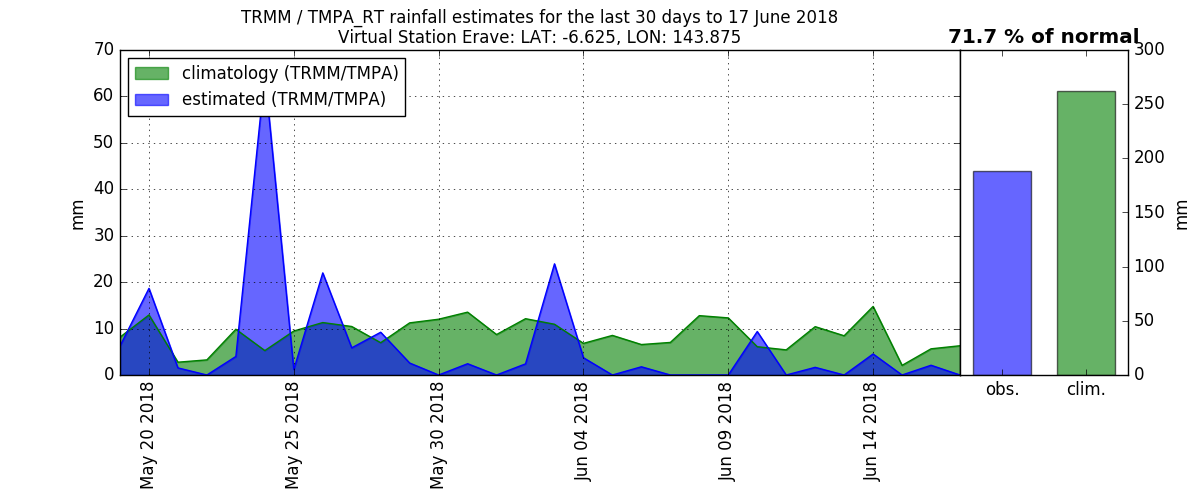 TRMM / TMPA_RT rainfall estimates for the last 30 days to 17 June 2018
Virtual Station Erave: LAT: -6.625, LON: 143.875
71.7 % of normal
climatology (TRMM/TMPA)
estimated (TRMM/TMPA)
70
60
50
40
30
20
10
0
mm
May 20 2018
May 25 2018
May 30 2018
Jun 04 2018
Jun 09 2018
Jun 14 2018
300
250
200
150
100
50
0
mm
obs.
clim.